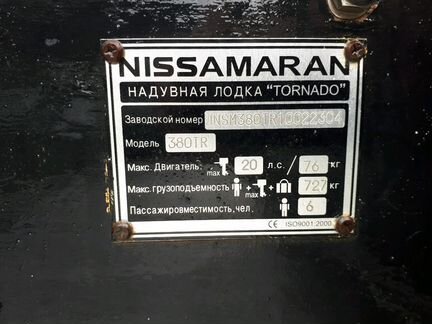 NISSAMARAN
НАДУВНАЯ ЛОДКА "TORNADO"
Заводской номер INSM380TR10022304
Модель 380TR
Макс. Двигатель: max 20 л.с./ 76 кг
Макс.грузоподъемность + max + 727 кг
Пассажировместимость, чел. 6
CE ISO9001:2000